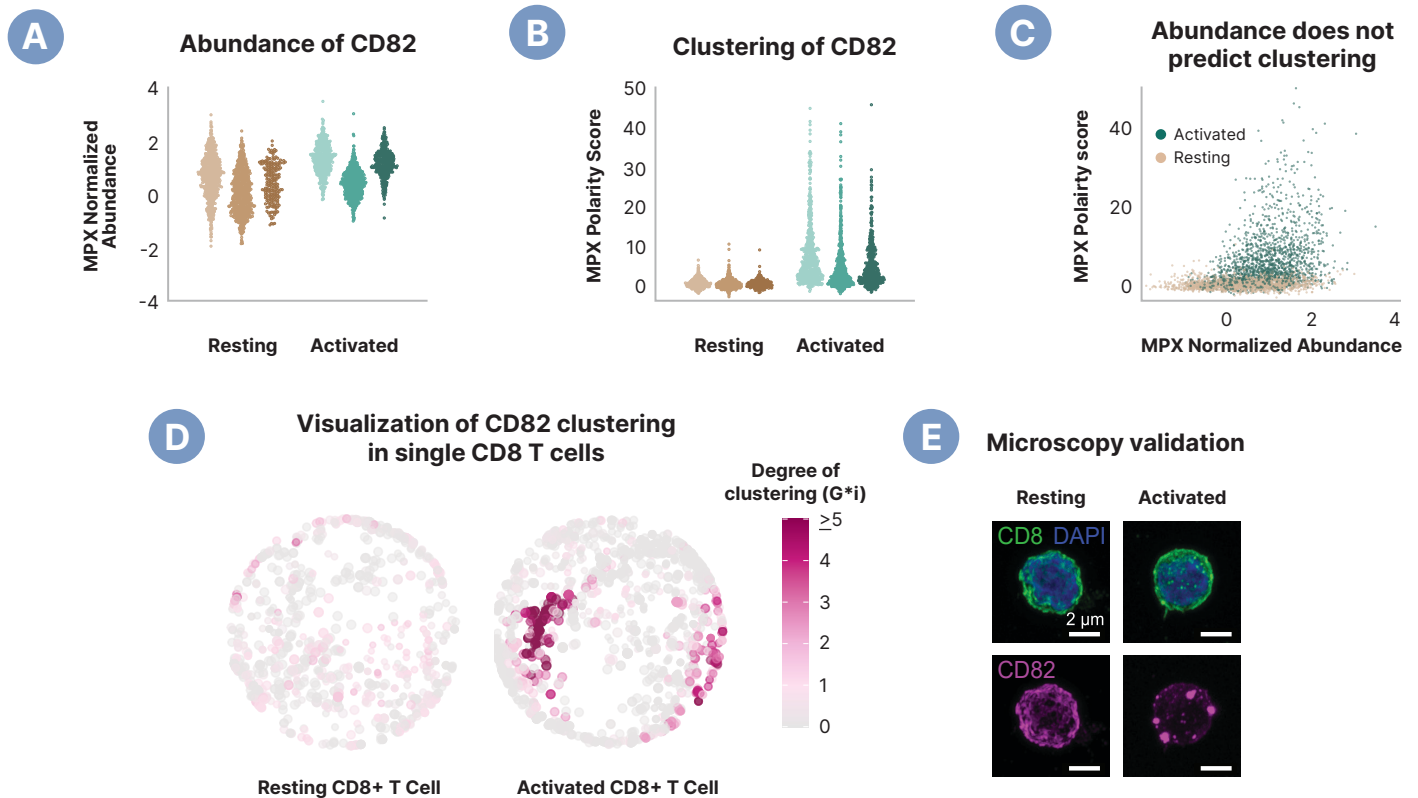 A
Abundance of CD82
MPX Normalized
Abundance
4
2
0
-2
-4
Resting
Activated
B
Clustering of CD82
MPX Polarity Score
50
40
30
20
10
0
Resting
Activated
C
Abundance does not
predict clustering
MPX Polairty score
40
20
0
Activated
Resting
0
2
4
MPX Normalized Abundance
D
Visualization of CD82 clustering
in single CD8 T cells
Degree of
clustering (G*i)
≥5
4
3
2
1
0
Resting CD8+ T Cell
Activated CD8+ T Cell
E
Microscopy validation
Resting
Activated
CD8 DAPI
2 µm
CD82